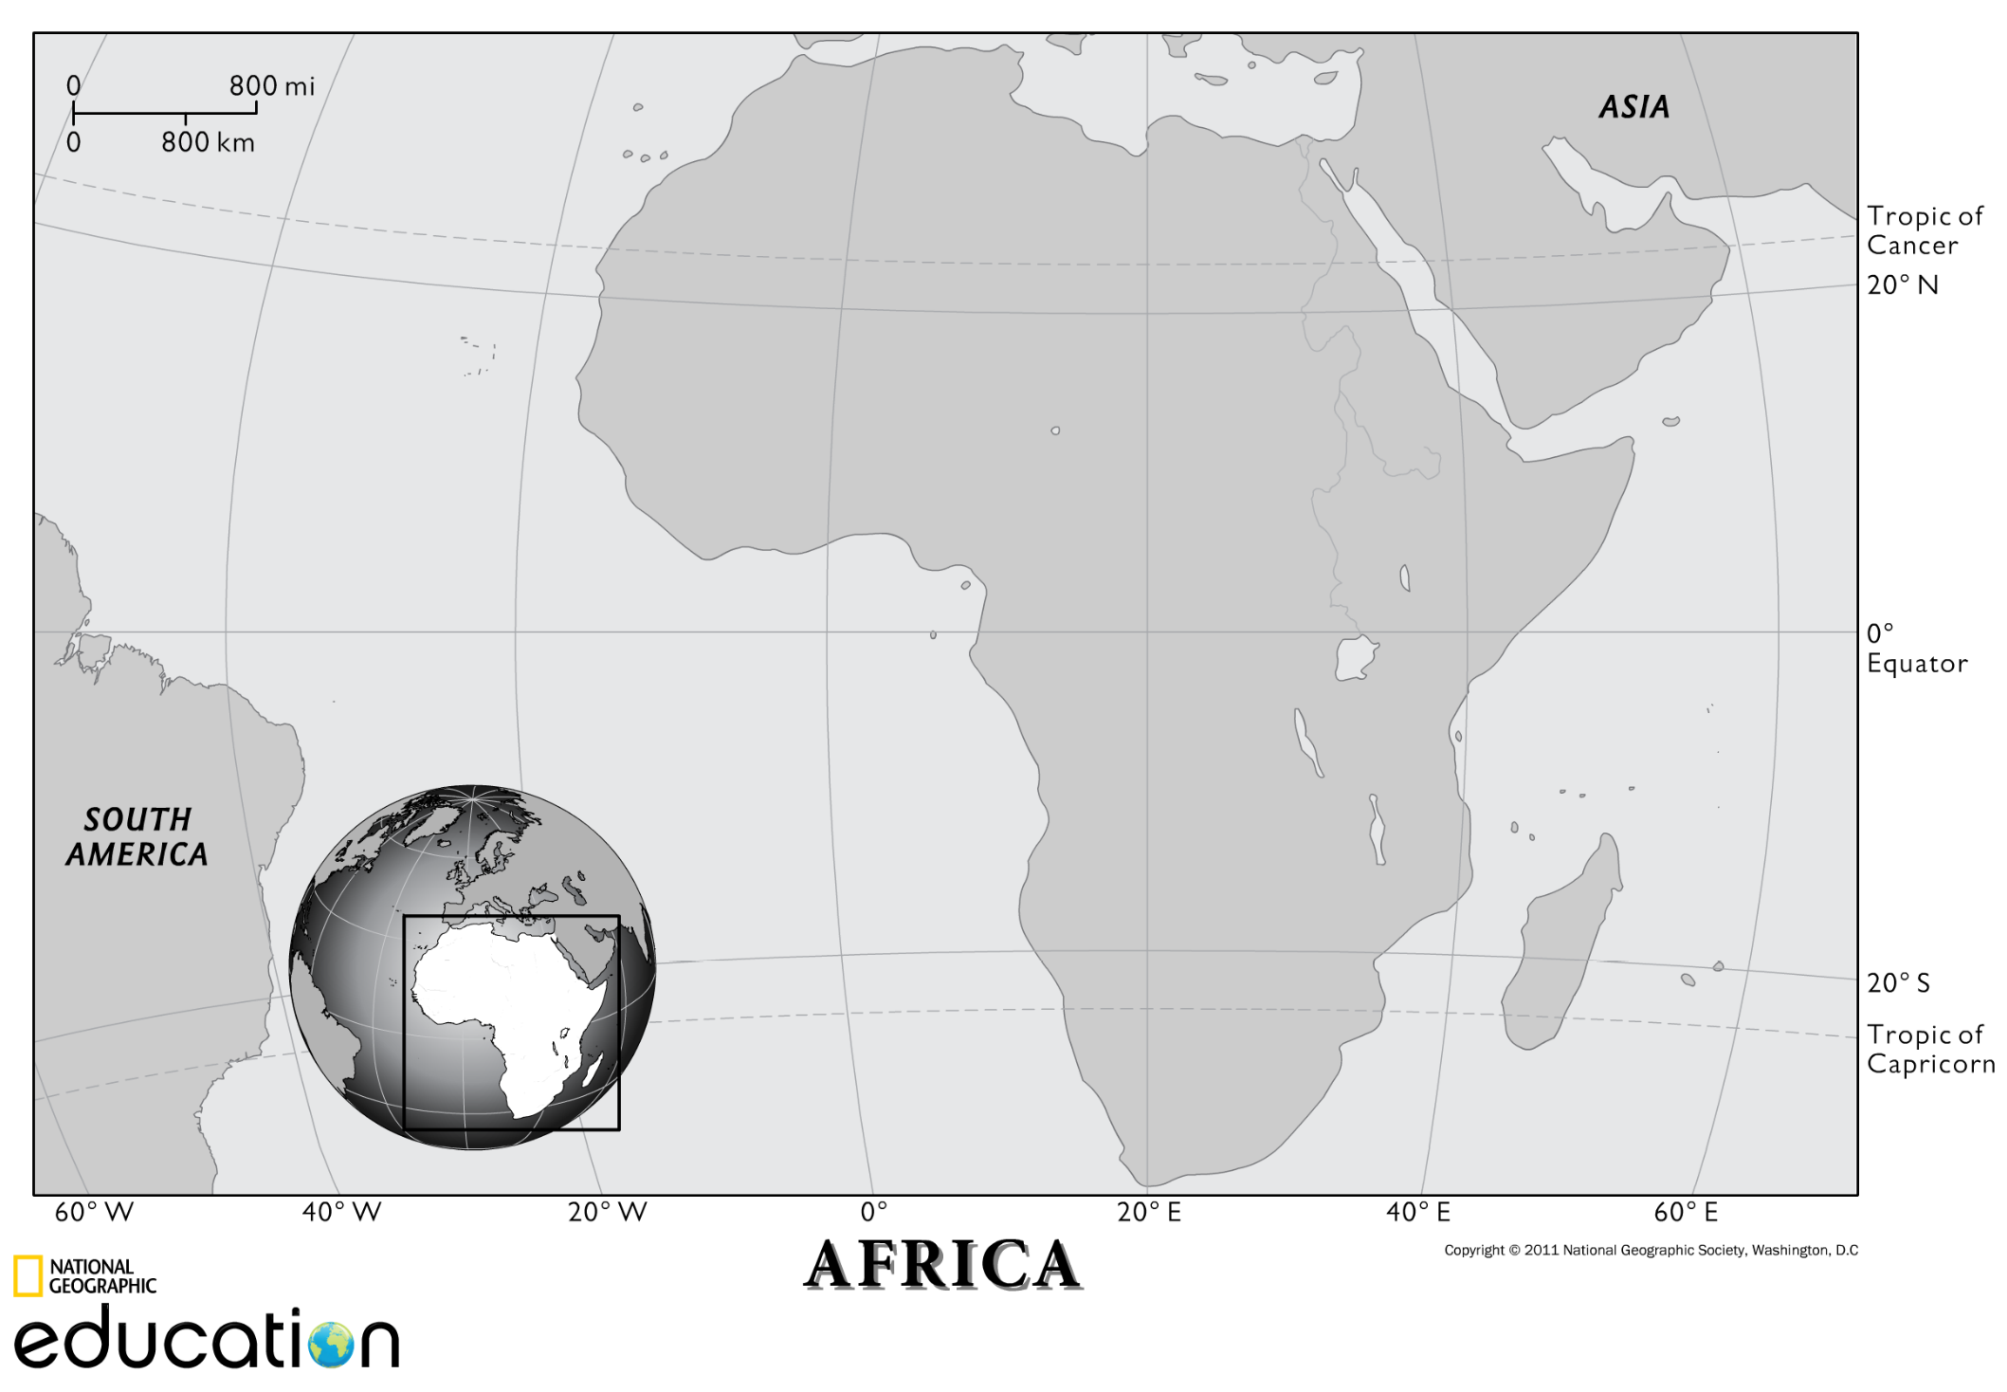 0 800 mi
0 800 km
ASIA
Tropic of
Cancer
20° N
0°
Equator
SOUTH
AMERICA
20° S
Tropic of
Capricorn
60° W 40° W 20° W 0° 20° E 40° E 60° E
AFRICA
Copyright © 2011 National Geographic Society, Washington, D.C
NATIONAL
GEOGRAPHIC
education